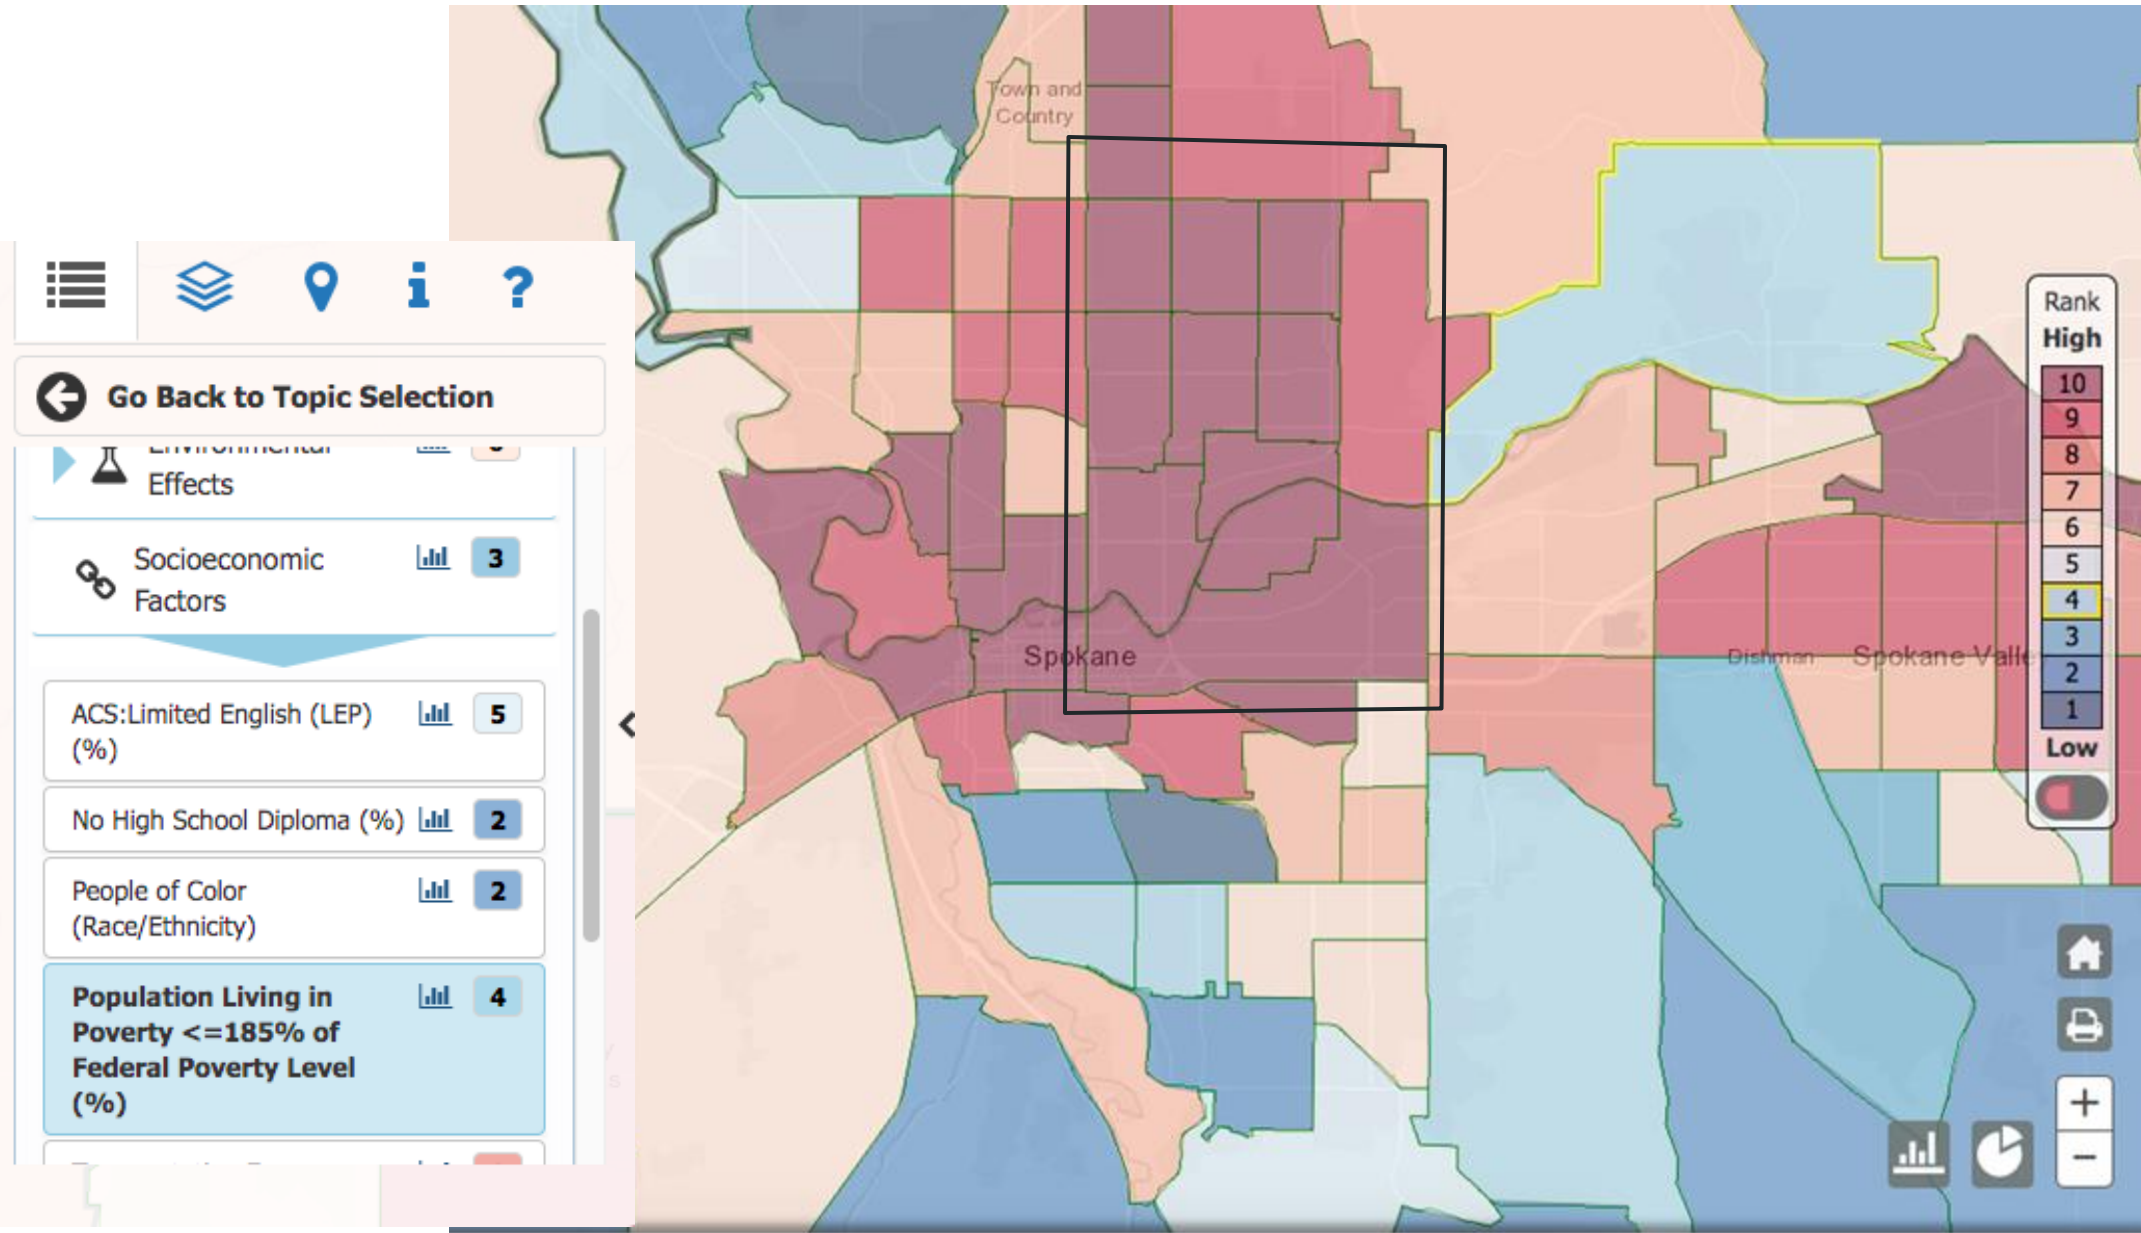 Town and
Country
?
Go Back to Topic Selection
Environmental
Effects
Socioeconomic
Factors
3
ACS:Limited English (LEP)
(%)
5
No High School Diploma (%)
2
People of Color
(Race/Ethnicity)
2
Population Living in
Poverty <=185% of
Federal Poverty Level
(%)
4
Spokane
Dishman
Spokane Valle
Rank
High
10
9
8
7
6
5
4
3
2
1
Low
+
−